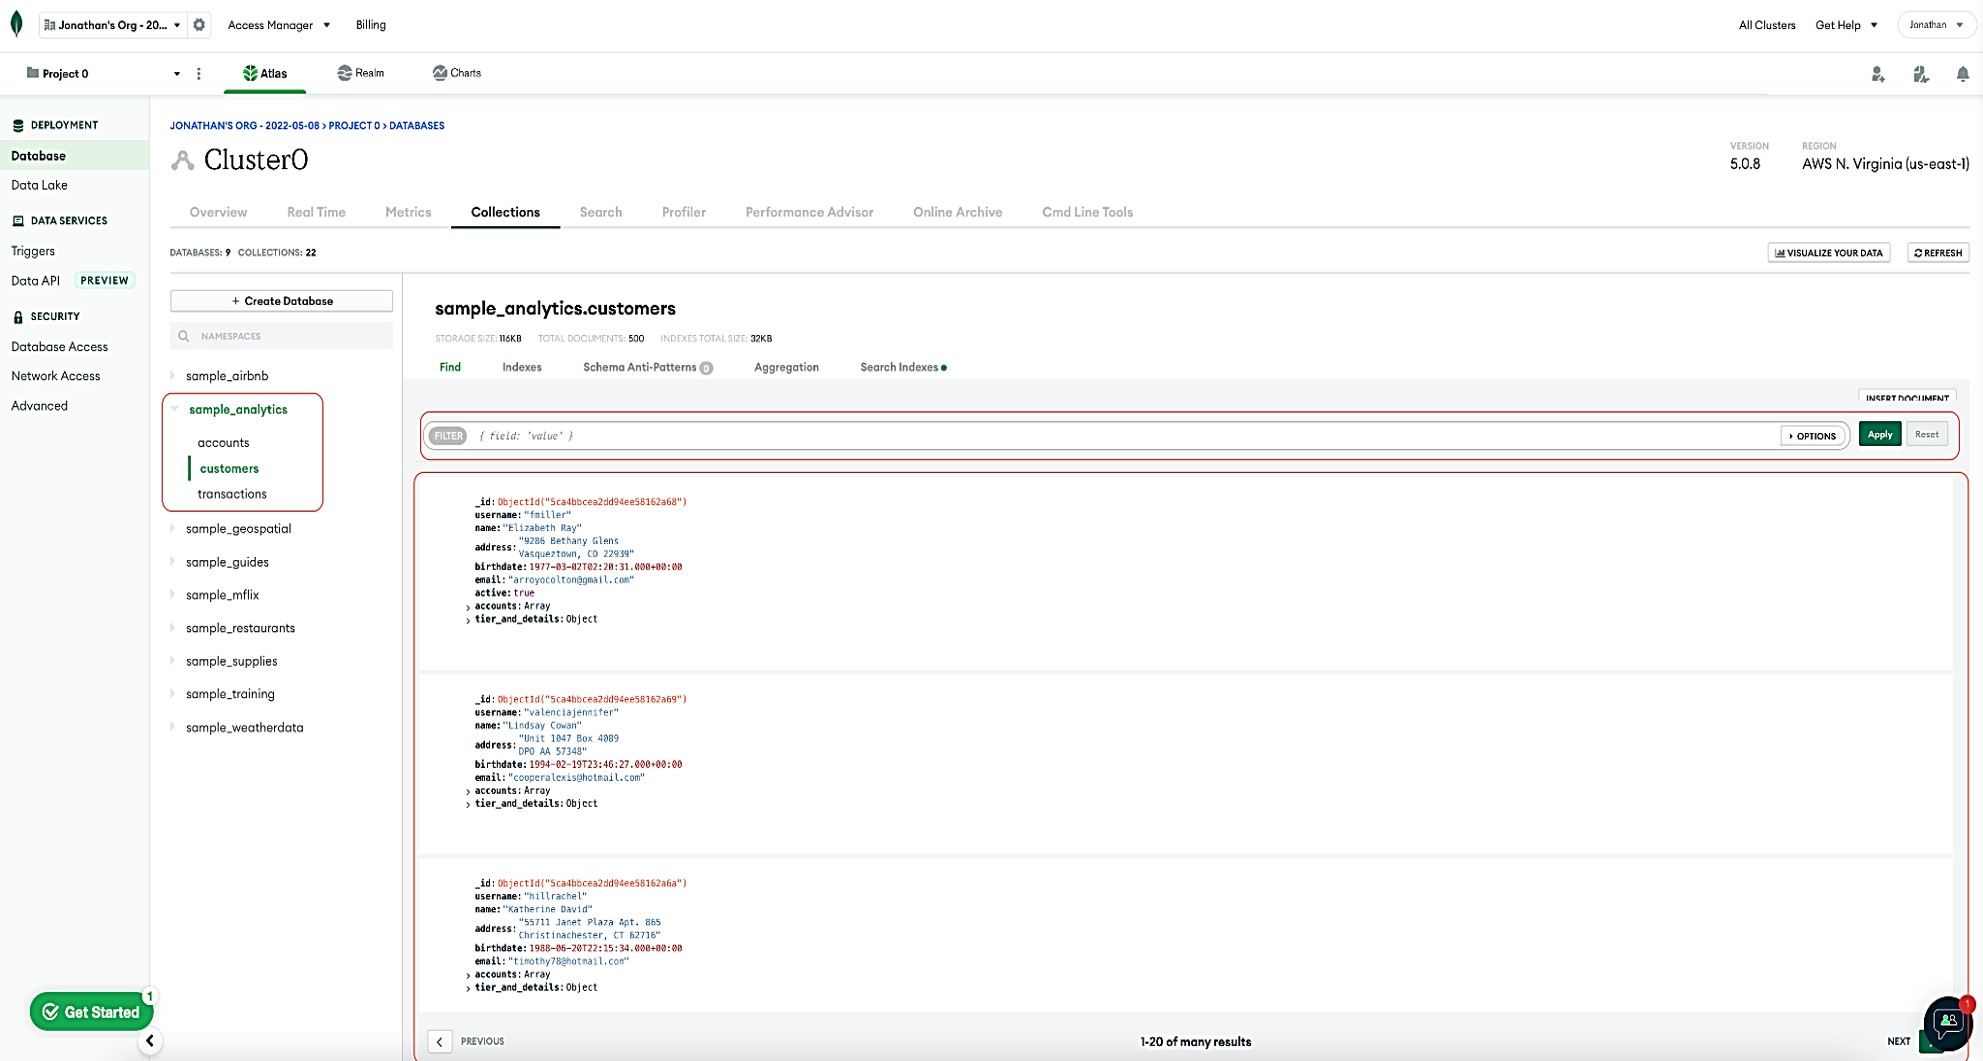 Jonathan's Org - 20...
Access Manager
Billing
All Clusters
Get Help
Jonathan
Project 0
Atlas
Realm
Charts
DEPLOYMENT
Database
Data Lake
DATA SERVICES
Triggers
Data API PREVIEW
SECURITY
Database Access
Network Access
Advanced
Get Started
1
JONATHAN'S ORG - 2022-05-08 > PROJECT 0 > DATABASES
Cluster0
VERSION
5.0.8
REGION
AWS N. Virginia (us-east-1)
Overview
Real Time
Metrics
Collections
Search
Profiler
Performance Advisor
Online Archive
Cmd Line Tools
DATABASES: 9 COLLECTIONS: 22
VISUALIZE YOUR DATA
REFRESH
+ Create Database
NAMESPACES
sample_airbnb
sample_analytics
accounts
customers
transactions
sample_geospatial
sample_guides
sample_mflix
sample_restaurants
sample_supplies
sample_training
sample_weatherdata
sample_analytics.customers
STORAGE SIZE: 116KB TOTAL DOCUMENTS: 500 INDEXES TOTAL SIZE: 32KB
Find
Indexes
Schema Anti-Patterns 0
Aggregation
Search Indexes
INSERT DOCUMENT
FILTER { field: 'value' }
OPTIONS
Apply
Reset
_id: ObjectId("5ca4bbcea2dd94ee58162a68")
username: "fmiller"
name: "Elizabeth Ray"
address: "9286 Bethany Glens
Vasqueztown, CO 22939"
birthdate: 1977-03-02T02:20:31.000+00:00
email: "arroyocolton@gmail.com"
active: true
accounts: Array
tier_and_details: Object
_id: ObjectId("5ca4bbcea2dd94ee58162a69")
username: "valenciajennifer"
name: "Lindsay Cowan"
address: "Unit 1047 Box 4089
DPO AA 57348"
birthdate: 1994-02-19T23:46:27.000+00:00
email: "cooperalexis@hotmail.com"
accounts: Array
tier_and_details: Object
_id: ObjectId("5ca4bbcea2dd94ee58162a6a")
username: "hillrachel"
name: "Katherine David"
address: "55711 Janet Plaza Apt. 865
Christinachester, CT 62716"
birthdate: 1988-06-20T22:15:34.000+00:00
email: "timothy78@hotmail.com"
accounts: Array
tier_and_details: Object
PREVIOUS
1-20 of many results
NEXT
1